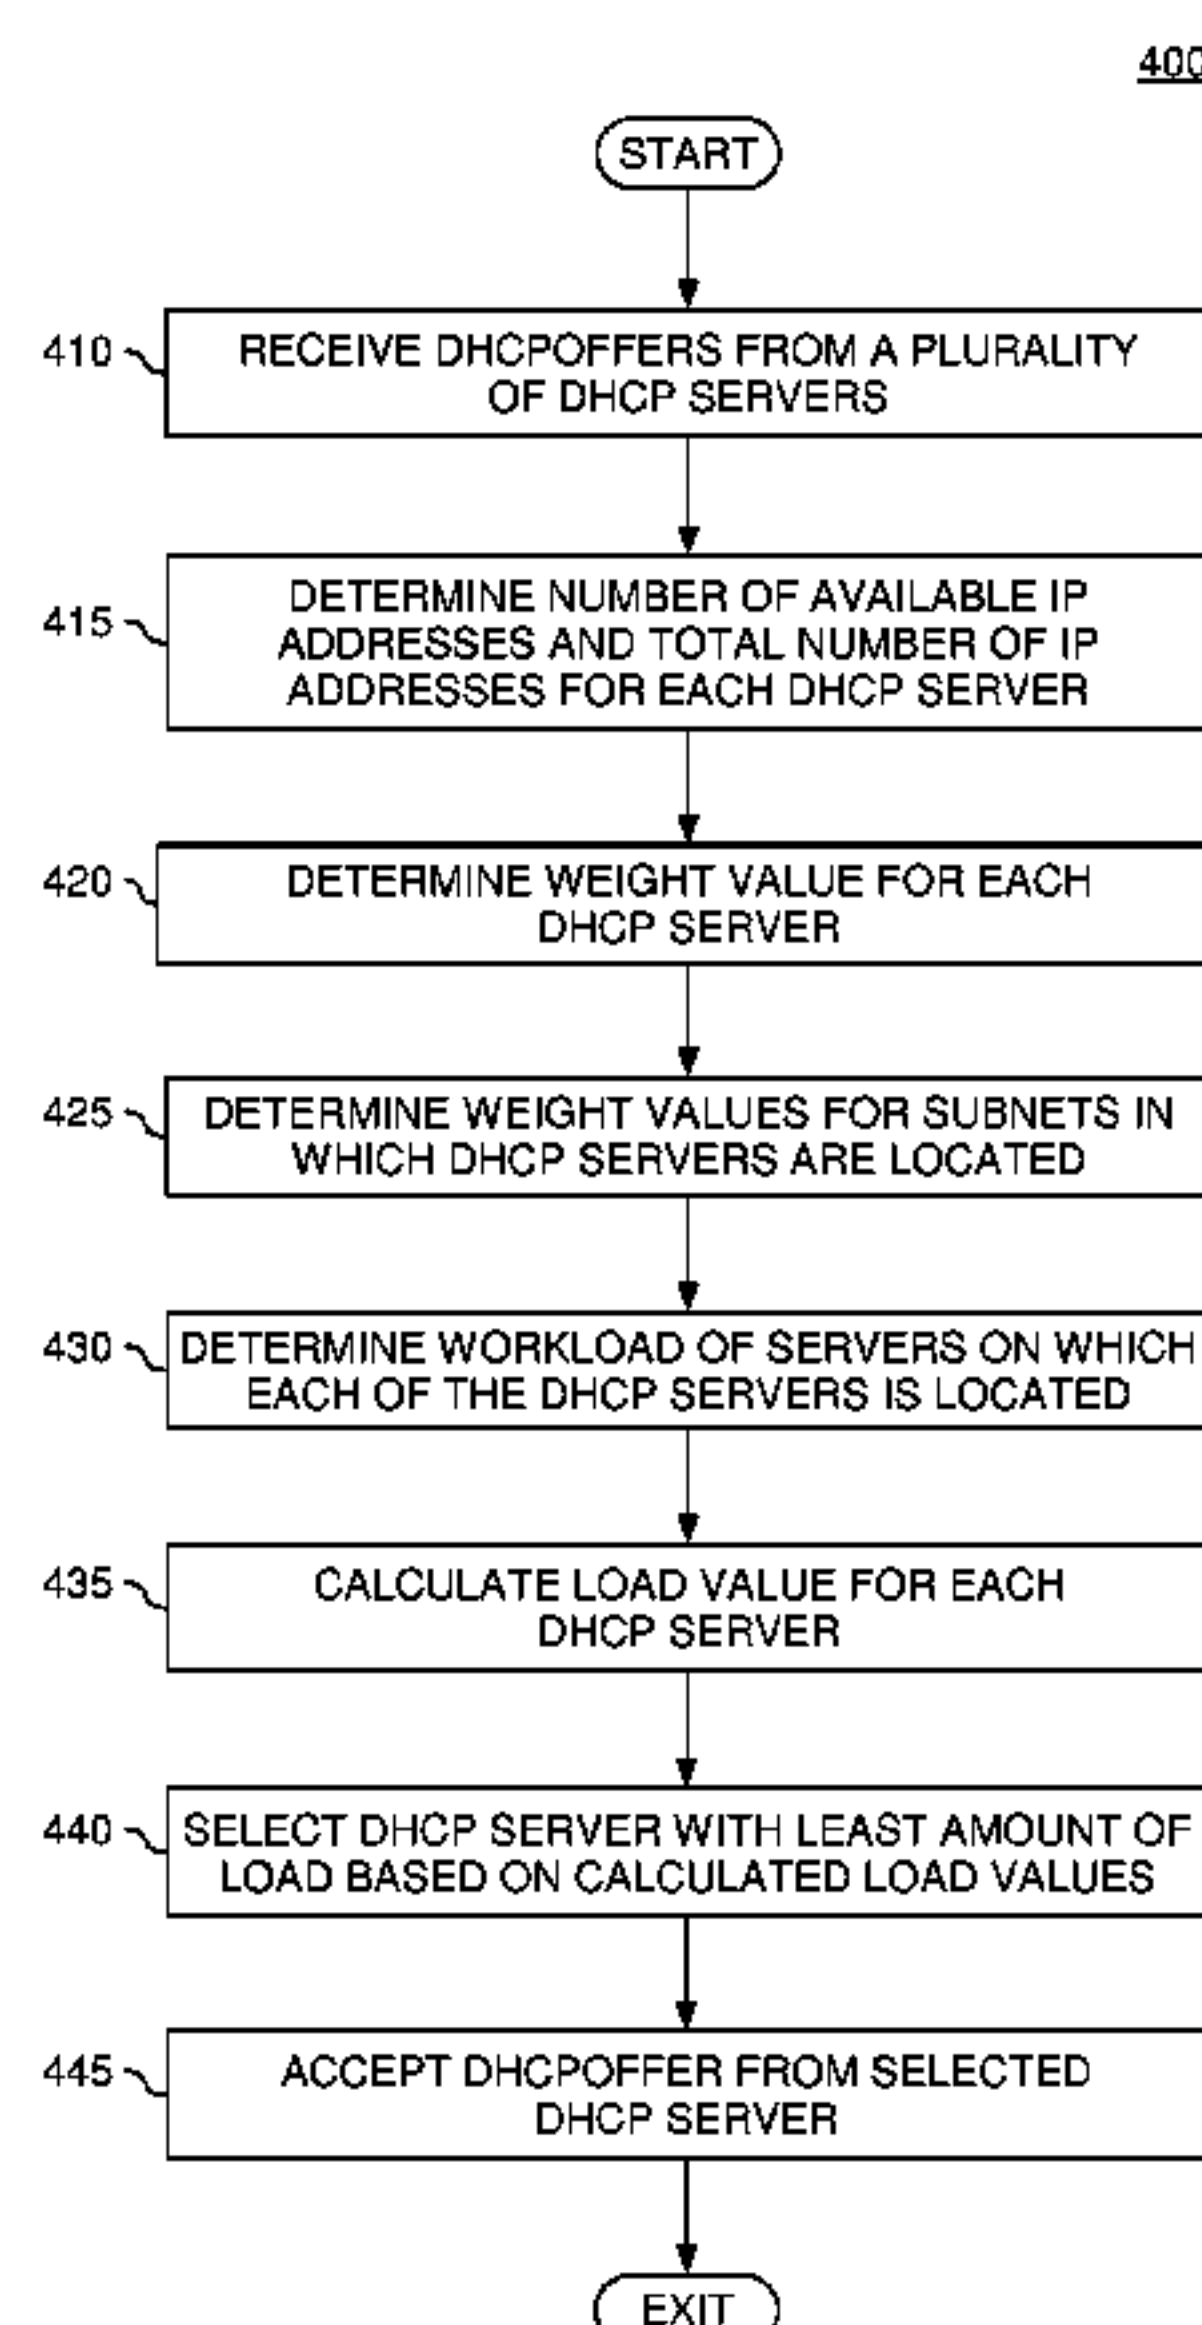 400
START
410
RECEIVE DHCPOFFERS FROM A PLURALITY
OF DHCP SERVERS
415
DETERMINE NUMBER OF AVAILABLE IP
ADDRESSES AND TOTAL NUMBER OF IP
ADDRESSES FOR EACH DHCP SERVER
420
DETERMINE WEIGHT VALUE FOR EACH
DHCP SERVER
425
DETERMINE WEIGHT VALUES FOR SUBNETS IN
WHICH DHCP SERVERS ARE LOCATED
430
DETERMINE WORKLOAD OF SERVERS ON WHICH
EACH OF THE DHCP SERVERS IS LOCATED
435
CALCULATE LOAD VALUE FOR EACH
DHCP SERVER
440
SELECT DHCP SERVER WITH LEAST AMOUNT OF
LOAD BASED ON CALCULATED LOAD VALUES
445
ACCEPT DHCPOFFER FROM SELECTED
DHCP SERVER
EXIT